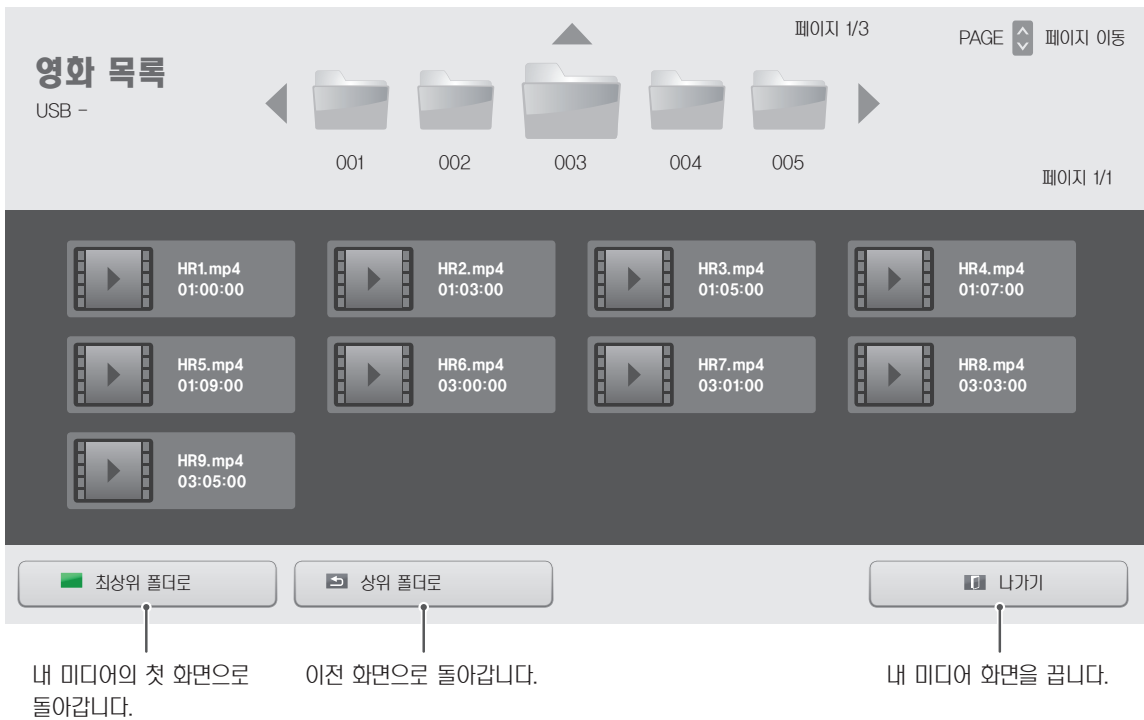 페이지 1/3
PAGE 페이지 이동
영화 목록
USB -
001 002 003 004 005
페이지 1/1
HR1.mp4
01:00:00
HR2.mp4
01:03:00
HR3.mp4
01:05:00
HR4.mp4
01:07:00
HR5.mp4
01:09:00
HR6.mp4
03:00:00
HR7.mp4
03:01:00
HR8.mp4
03:03:00
HR9.mp4
03:05:00
최상위 폴더로
상위 폴더로
나가기
내 미디어의 첫 화면으로
돌아갑니다.
이전 화면으로 돌아갑니다.
내 미디어 화면을 끕니다.